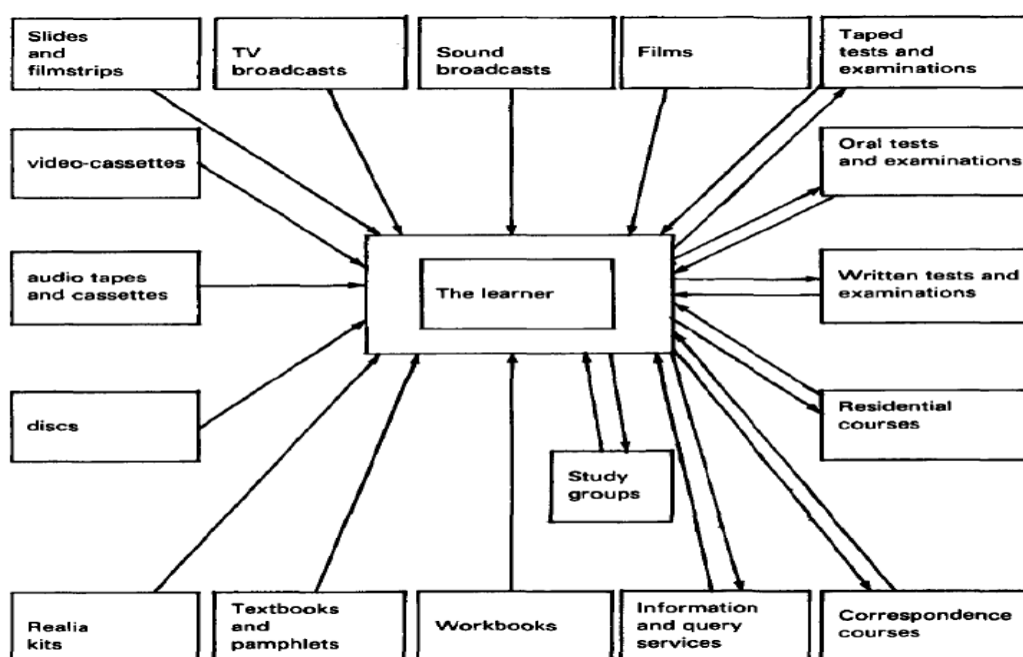 Slides
and
filmstrips
TV
broadcasts
Sound
broadcasts
Films
Taped
tests and
examinations
video-cassettes
Oral tests
and examinations
audio tapes
and cassettes
The learner
Written tests and
examinations
discs
Residential
courses
Study
groups
Realia
kits
Textbooks
and
pamphlets
Workbooks
Information
and query
services
Correspondence
courses